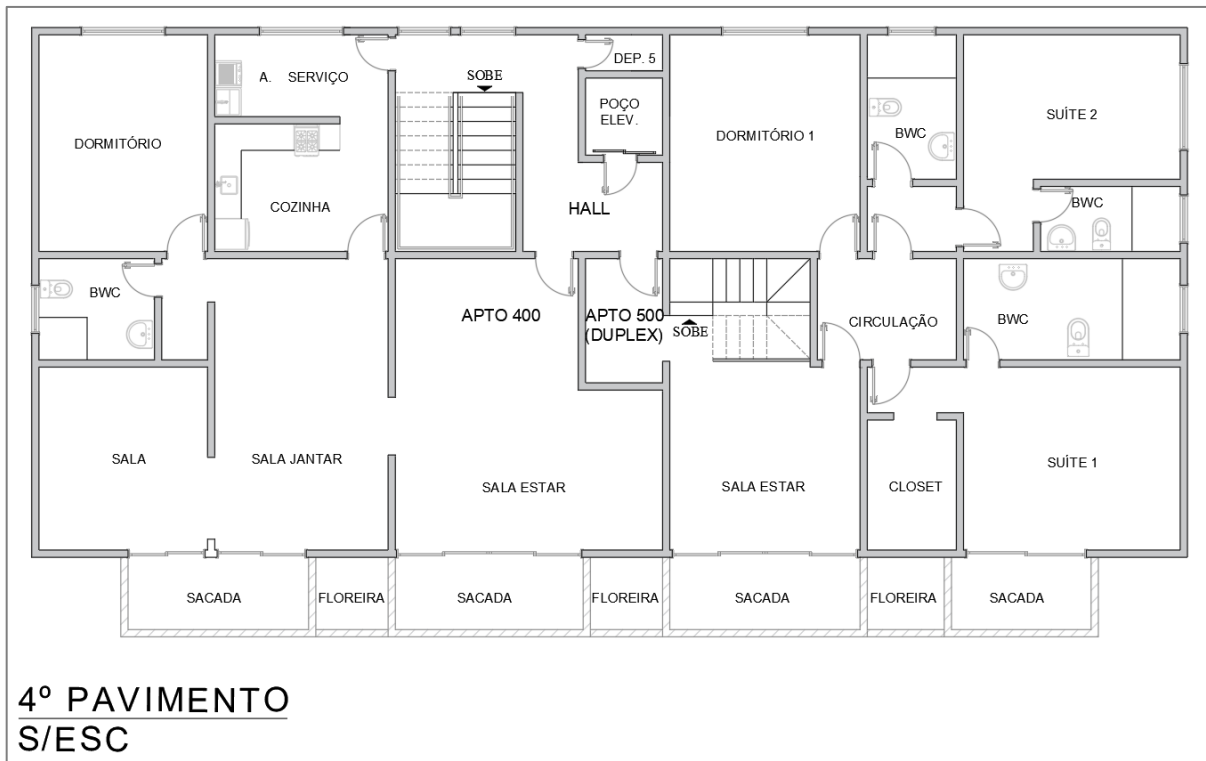 DEP. 5
A. SERVIÇO
SOBE
POÇO
ELEV.
SUÍTE 2
DORMITÓRIO
DORMITÓRIO 1
BWC
COZINHA
HALL
BWC
BWC
APTO 400
APTO 500
(DUPLEX)
SOBE
CIRCULAÇÃO
BWC
SALA
SALA JANTAR
SUÍTE 1
SALA ESTAR
SALA ESTAR
CLOSET
SACADA
FLOREIRA
SACADA
FLOREIRA
SACADA
FLOREIRA
SACADA
4º PAVIMENTO
S/ESC